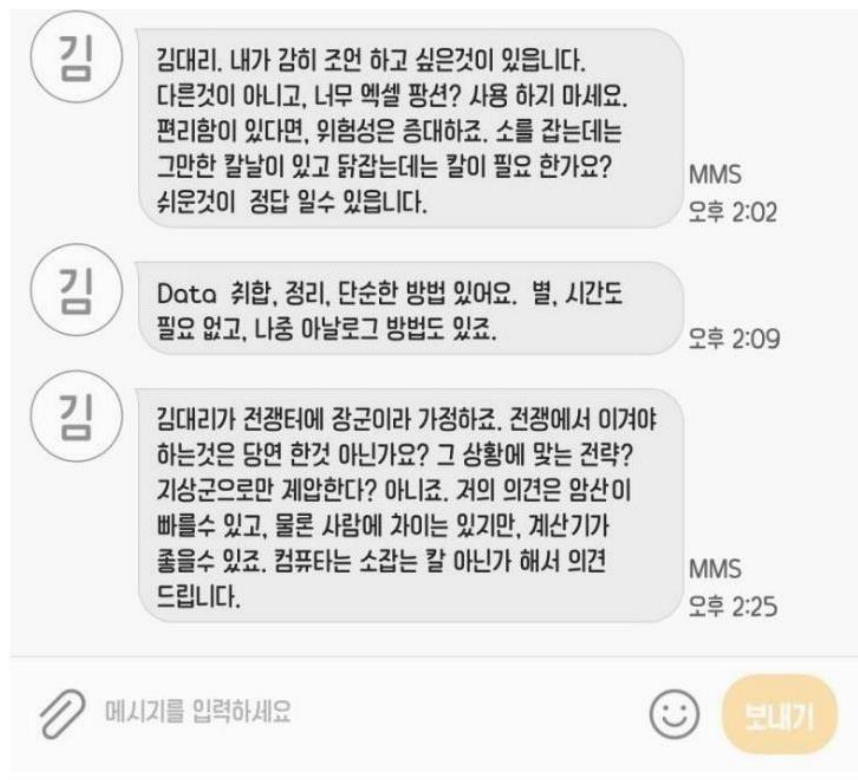 김
김대리. 내가 감히 조언 하고 싶은것이 있읍니다.
다른것이 아니고, 너무 엑셀 팡션? 사용 하기 마세요.
편리함이 있다면, 위험성은 증대하죠. 소를 잡는데는
그만한 칼날이 있고 닭잡는데는 칼이 필요 한가요?
쉬운것이 정답 일수 있읍니다.
MMS
오후 2:02
김
Data 취합, 정리, 단순한 방법 있어요. 별, 시간도
필요 없고, 나중 아날로그 방법도 있죠.
오후 2:09
김
김대리가 전쟁터에 장군이라 가정하죠. 전쟁에서 이겨야
하는것은 당연 한것 아닌가요? 그 상황에 맞는 전략?
지상군으로만 제압한다? 아니죠. 저의 의견은 암산이
빠를수 있고, 물론 사람에 차이는 있지만, 계산기가
좋을수 있죠. 컴퓨타는 소잡는 칼 아닌가 해서 의견
드립니다.
MMS
오후 2:25
메시지를 입력하세요
보내기